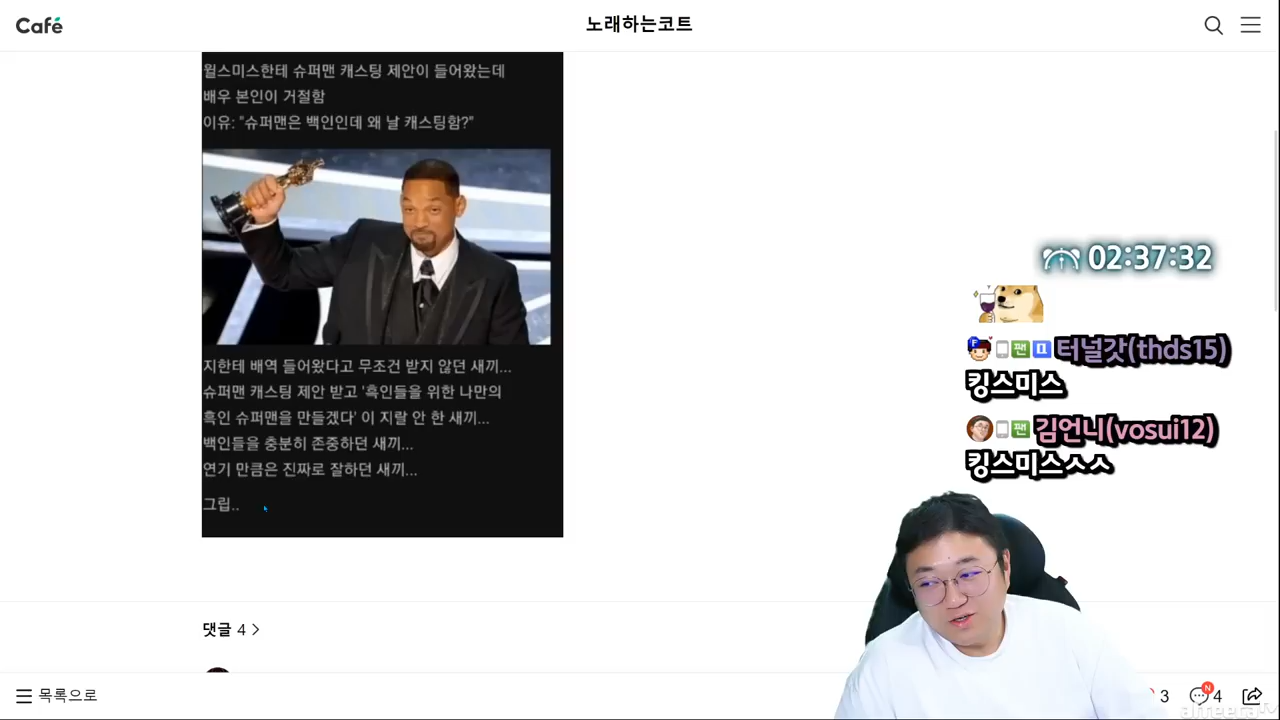 Café
노래하는코트
윌스미스한테 슈퍼맨 캐스팅 제안이 들어왔는데
배우 본인이 거절함
이유: "슈퍼맨은 백인인데 왜 날 캐스팅함?"
지한테 배역 들어왔다고 무조건 받지 않던 새끼...
슈퍼맨 캐스팅 제안 받고 '흑인들을 위한 나만의
흑인 슈퍼맨을 만들겠다' 이 지랄 안 한 새끼...
백인들을 충분히 존중하던 새끼...
연기 만큼은 진짜로 잘하던 새끼...
그립..
02:37:32
F 팬 터널갓(thds15)
킹스미스
팬 김언니(vosui12)
킹스미스ㅅㅅ
댓글 4
목록으로
3
N
4
afreecaTV